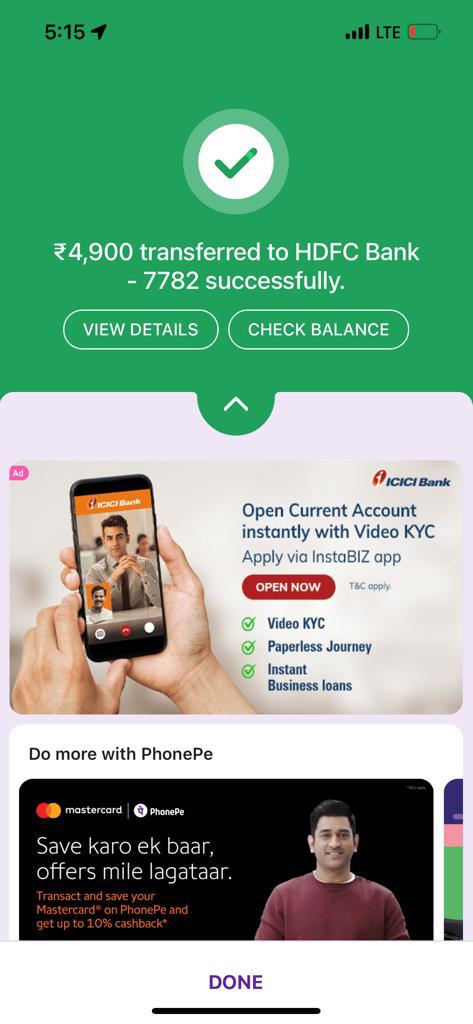 5:15
LTE
₹4,900 transferred to HDFC Bank
- 7782 successfully.
VIEW DETAILS
CHECK BALANCE
Ad
ICICI Bank
ICICI Bank
Open Current Account
instantly with Video KYC
Apply via InstaBIZ app
OPEN NOW
T&C apply.
Video KYC
Paperless Journey
Instant
Business loans
Do more with PhonePe
*T&Cs apply
mastercard
PhonePe
Save karo ek baar,
offers mile lagataar.
Transact and save your
Mastercard® on PhonePe and
get up to 10% cashback*
DONE